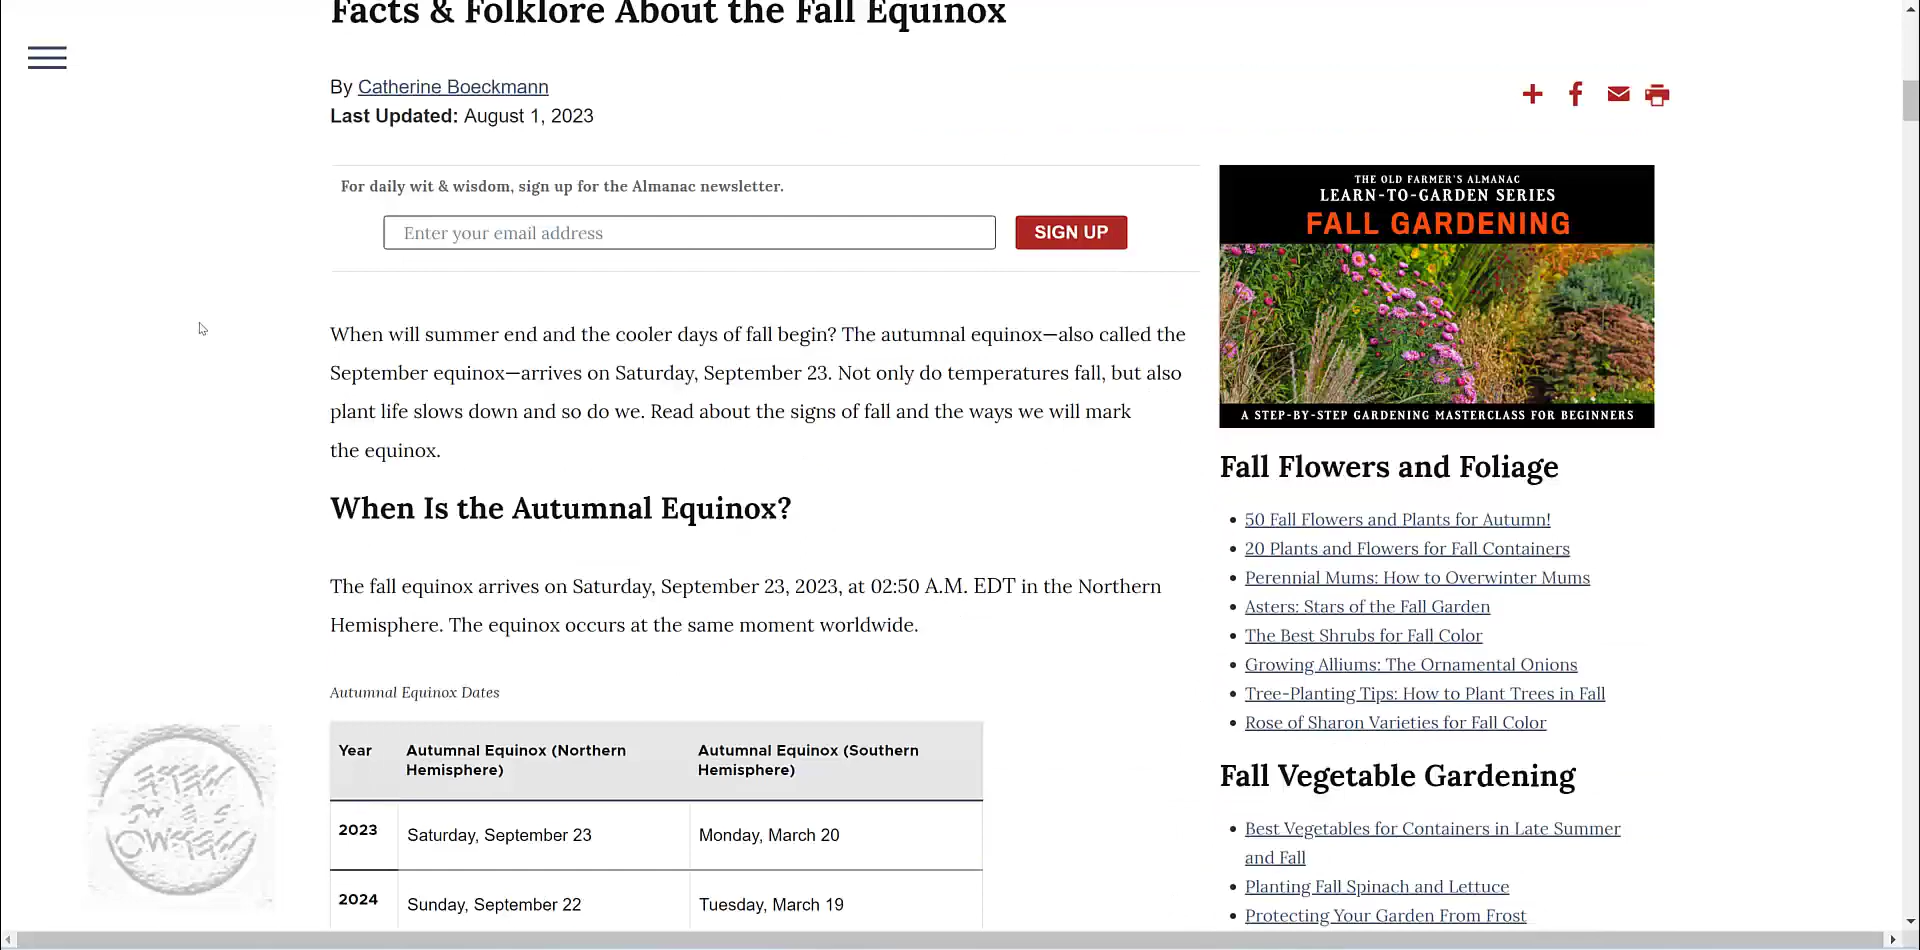 Facts & Folklore About the Fall Equinox
By Catherine Boeckmann
Last Updated: August 1, 2023
For daily wit & wisdom, sign up for the Almanac newsletter.
Enter your email address
SIGN UP
When will summer end and the cooler days of fall begin? The autumnal equinox—also called the
September equinox—arrives on Saturday, September 23. Not only do temperatures fall, but also
plant life slows down and so do we. Read about the signs of fall and the ways we will mark
the equinox.
When Is the Autumnal Equinox?
The fall equinox arrives on Saturday, September 23, 2023, at 02:50 A.M. EDT in the Northern
Hemisphere. The equinox occurs at the same moment worldwide.
Autumnal Equinox Dates
Year Autumnal Equinox (Northern Hemisphere) Autumnal Equinox (Southern Hemisphere)
2023 Saturday, September 23 Monday, March 20
2024 Sunday, September 22 Tuesday, March 19
THE OLD FARMER'S ALMANAC
LEARN-TO-GARDEN SERIES
FALL GARDENING
A STEP-BY-STEP GARDENING MASTERCLASS FOR BEGINNERS
Fall Flowers and Foliage
50 Fall Flowers and Plants for Autumn!
20 Plants and Flowers for Fall Containers
Perennial Mums: How to Overwinter Mums
Asters: Stars of the Fall Garden
The Best Shrubs for Fall Color
Growing Alliums: The Ornamental Onions
Tree-Planting Tips: How to Plant Trees in Fall
Rose of Sharon Varieties for Fall Color
Fall Vegetable Gardening
Best Vegetables for Containers in Late Summer
and Fall
Planting Fall Spinach and Lettuce
Protecting Your Garden From Frost